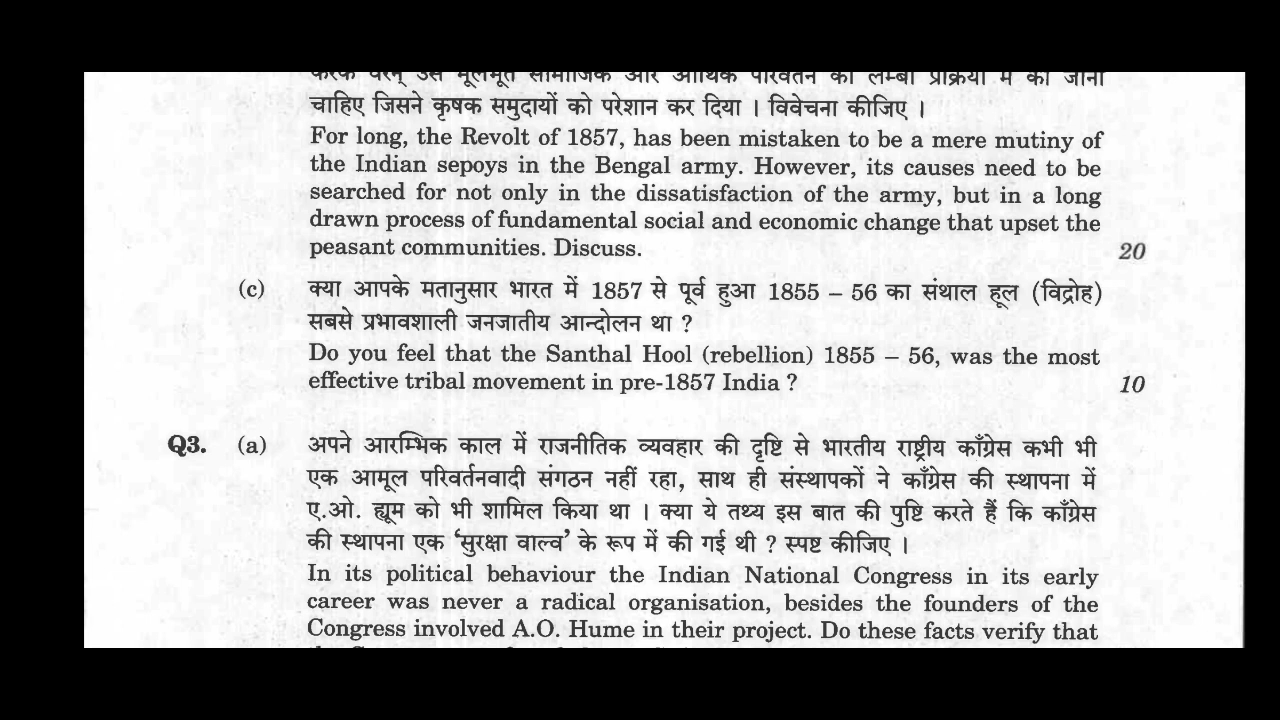 करके वरन् उस मूलभूत सामाजिक और आर्थिक परिवर्तन की लम्बी प्रक्रिया में की जानी
चाहिए जिसने कृषक समुदायों को परेशान कर दिया । विवेचना कीजिए ।
For long, the Revolt of 1857, has been mistaken to be a mere mutiny of
the Indian sepoys in the Bengal army. However, its causes need to be
searched for not only in the dissatisfaction of the army, but in a long
drawn process of fundamental social and economic change that upset the
peasant communities. Discuss. 20
(c) क्या आपके मतानुसार भारत में 1857 से पूर्व हुआ 1855 – 56 का संथाल हूल (विद्रोह)
सबसे प्रभावशाली जनजातीय आन्दोलन था ?
Do you feel that the Santhal Hool (rebellion) 1855 – 56, was the most
effective tribal movement in pre-1857 India ? 10
Q3. (a) अपने आरम्भिक काल में राजनीतिक व्यवहार की दृष्टि से भारतीय राष्ट्रीय काँग्रेस कभी भी
एक आमूल परिवर्तनवादी संगठन नहीं रहा, साथ ही संस्थापकों ने काँग्रेस की स्थापना में
ए.ओ. ह्यूम को भी शामिल किया था । क्या ये तथ्य इस बात की पुष्टि करते हैं कि काँग्रेस
की स्थापना एक ‘सुरक्षा वाल्व’ के रूप में की गई थी ? स्पष्ट कीजिए ।
In its political behaviour the Indian National Congress in its early
career was never a radical organisation, besides the founders of the
Congress involved A.O. Hume in their project. Do these facts verify that